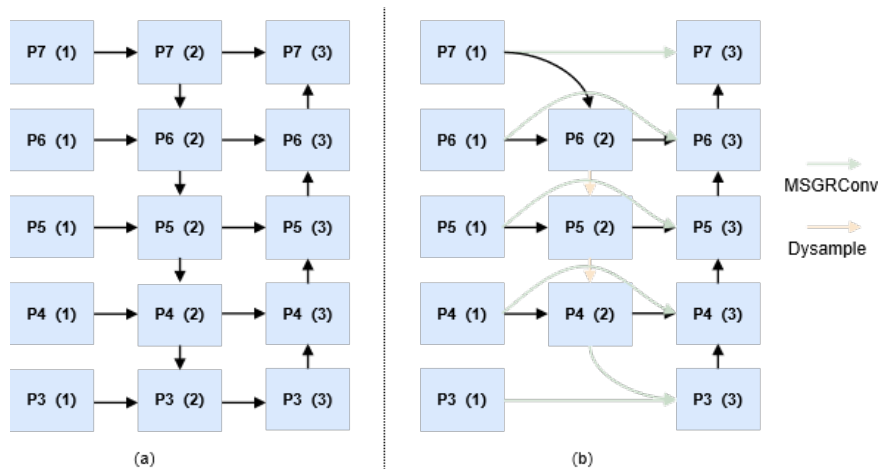 P7 (1) P7 (2) P7 (3)
P6 (1) P6 (2) P6 (3)
P5 (1) P5 (2) P5 (3)
P4 (1) P4 (2) P4 (3)
P3 (1) P3 (2) P3 (3)
(a)
P7 (1) P7 (3)
P6 (1) P6 (2) P6 (3)
P5 (1) P5 (2) P5 (3)
P4 (1) P4 (2) P4 (3)
P3 (1) P3 (3)
(b)
MSGRConv
Dysample